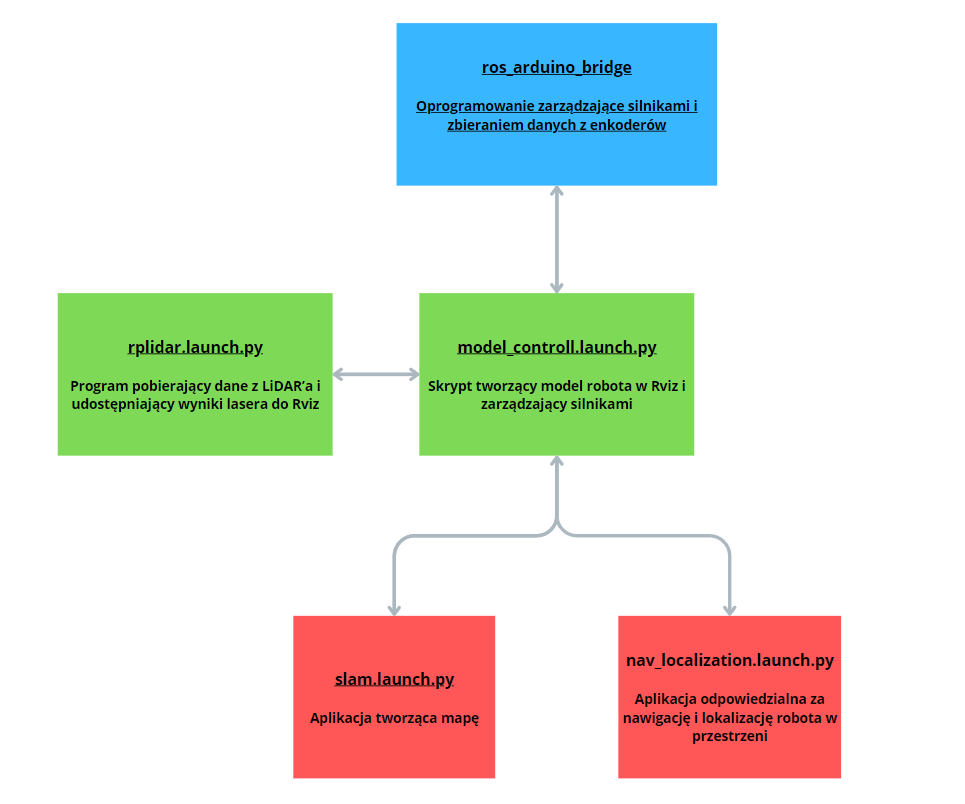 ros_arduino_bridge
Oprogramowanie zarządzające silnikami i
zbieraniem danych z enkoderów
rplidar.launch.py
Program pobierający dane z LiDAR’a i
udostępniający wyniki lasera do Rviz
model_controll.launch.py
Skrypt tworzący model robota w Rviz i
zarządzający silnikami
slam.launch.py
Aplikacja tworząca mapę
nav_localization.launch.py
Aplikacja odpowiedzialna za
nawigację i lokalizację robota w
przestrzeni